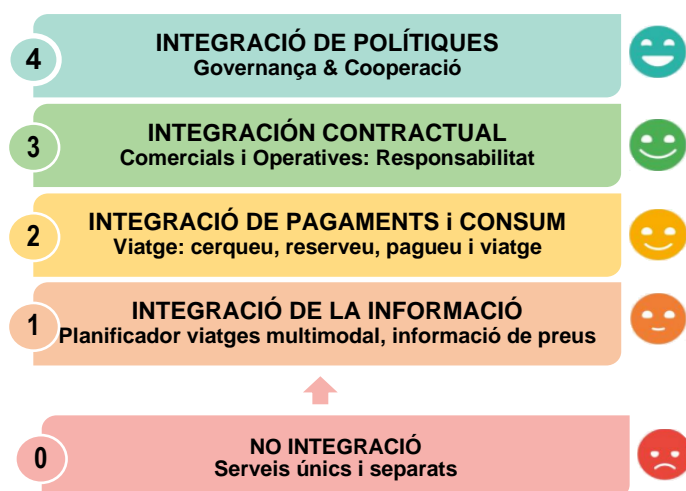 4
INTEGRACIÓ DE POLÍTIQUES
Governança & Cooperació
3
INTEGRACIÓN CONTRACTUAL
Comercials i Operatives: Responsabilitat
2
INTEGRACIÓ DE PAGAMENTS i CONSUM
Viatge: cerqueu, reserveu, pagueu i viatge
1
INTEGRACIÓ DE LA INFORMACIÓ
Planificador viatges multimodal, informació de preus
0
NO INTEGRACIÓ
Serveis únics i separats